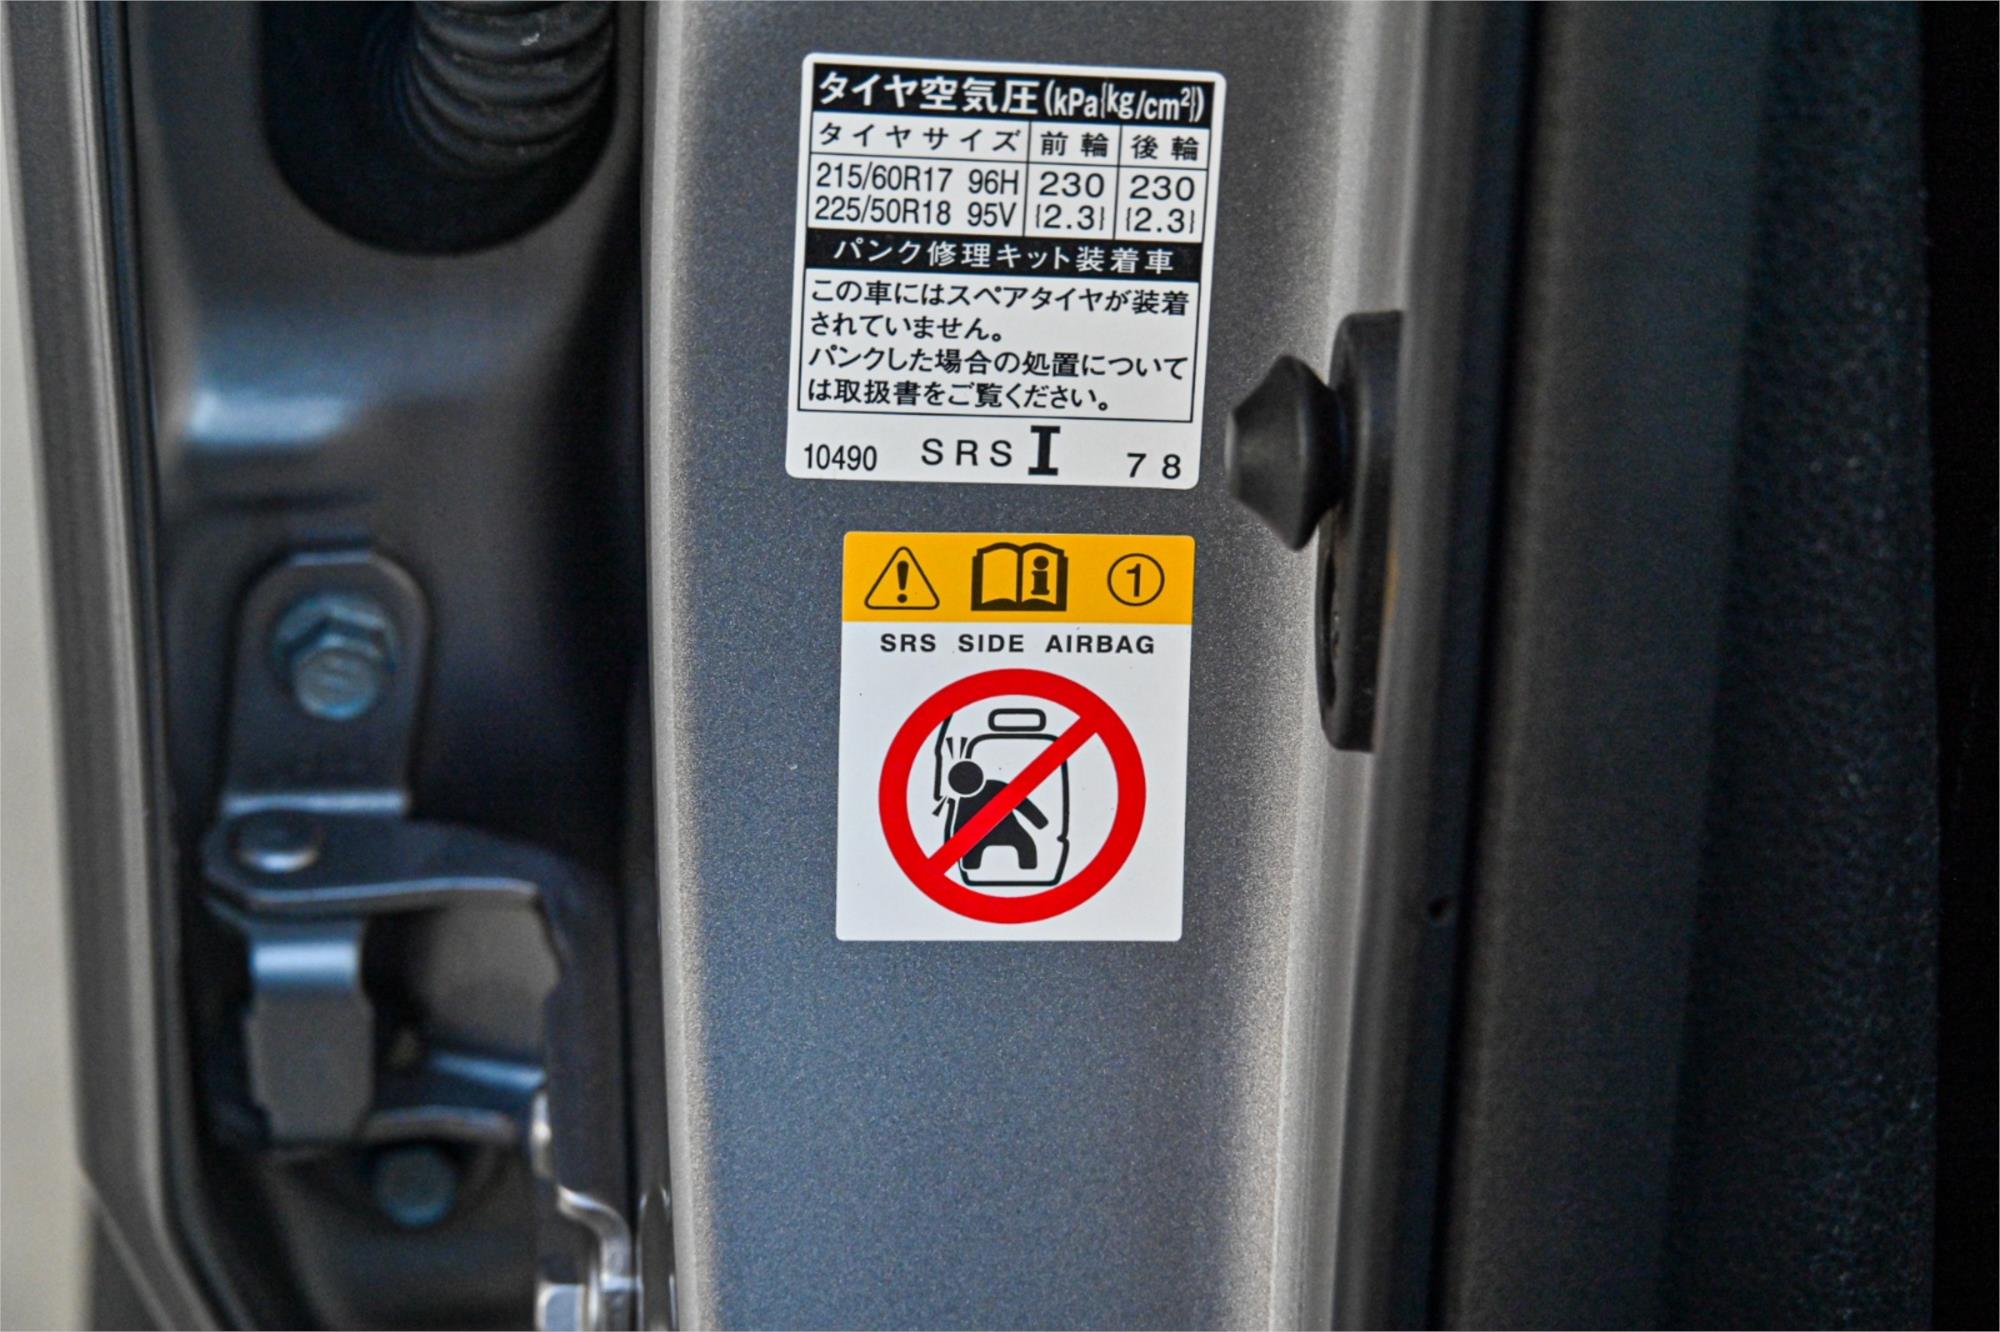 タイヤ空気圧(kPa{kg/cm²})
タイヤサイズ 前輪 後輪
215/60R17 96H 230 230
225/50R18 95V {2.3} {2.3}
パンク修理キット装着車
この車にはスペアタイヤが装着
されていません。
パンクした場合の処置について
は取扱書をご覧ください。
10490 SRS I 78
1
SRS SIDE AIRBAG